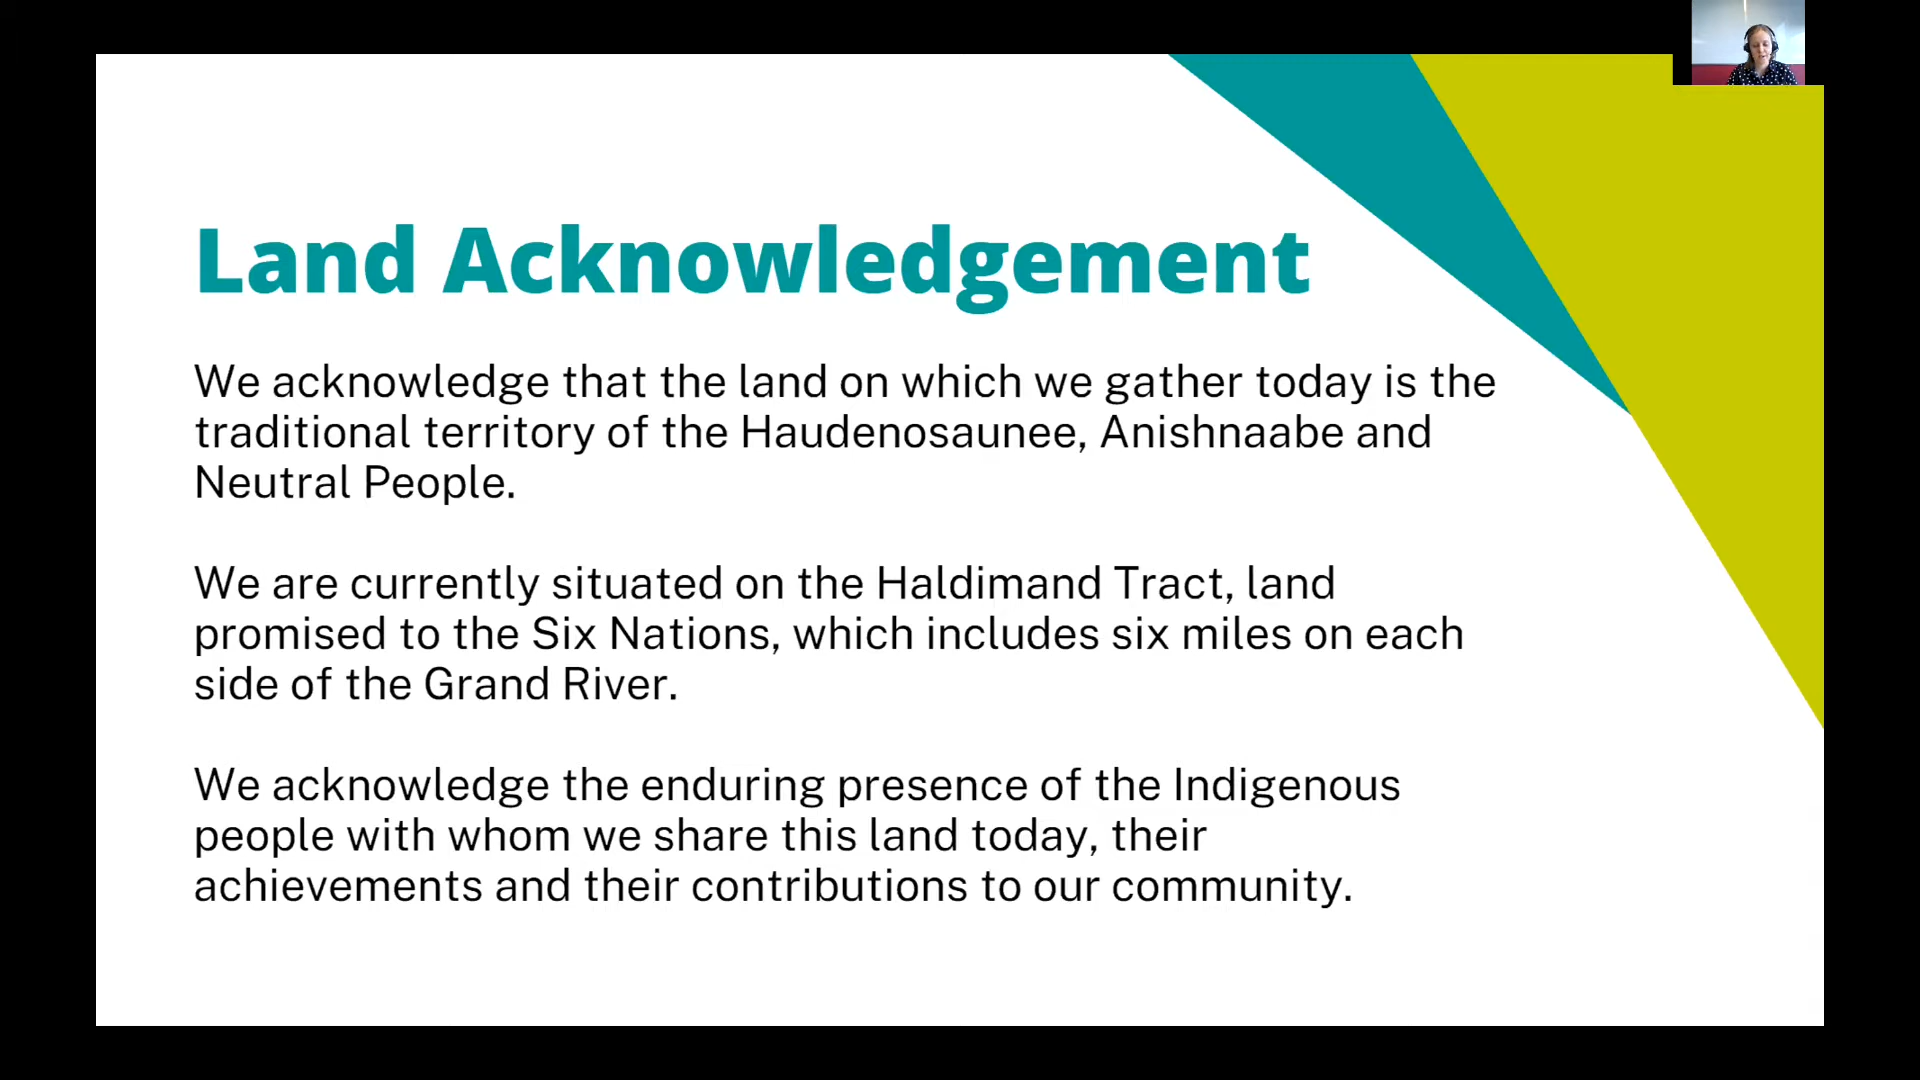 Land Acknowledgement
We acknowledge that the land on which we gather today is the
traditional territory of the Haudenosaunee, Anishnaabe and
Neutral People.
We are currently situated on the Haldimand Tract, land
promised to the Six Nations, which includes six miles on each
side of the Grand River.
We acknowledge the enduring presence of the Indigenous
people with whom we share this land today, their
achievements and their contributions to our community.